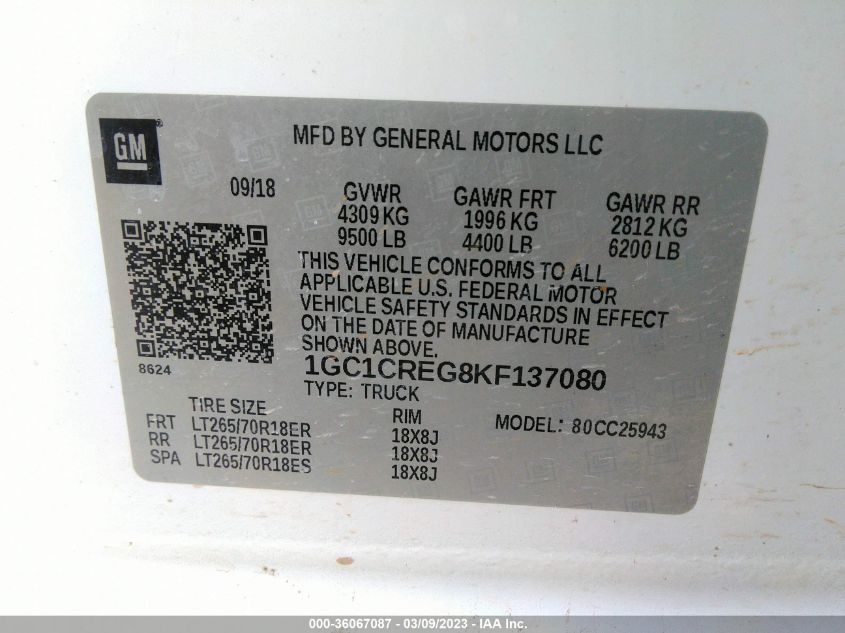 GM
MFD BY GENERAL MOTORS LLC
09/18 GVWR GAWR FRT GAWR RR
4309 KG 1996 KG 2812 KG
9500 LB 4400 LB 6200 LB
THIS VEHICLE CONFORMS TO ALL
APPLICABLE U.S. FEDERAL MOTOR
VEHICLE SAFETY STANDARDS IN EFFECT
ON THE DATE OF MANUFACTURE
SHOWN ABOVE.
8624
1GC1CREG8KF137080
TYPE: TRUCK
TIRE SIZE RIM MODEL: 80CC25943
FRT LT265/70R18ER 18X8J
RR LT265/70R18ER 18X8J
SPA LT265/70R18ES 18X8J
000-36067087 - 03/09/2023 - IAA Inc.